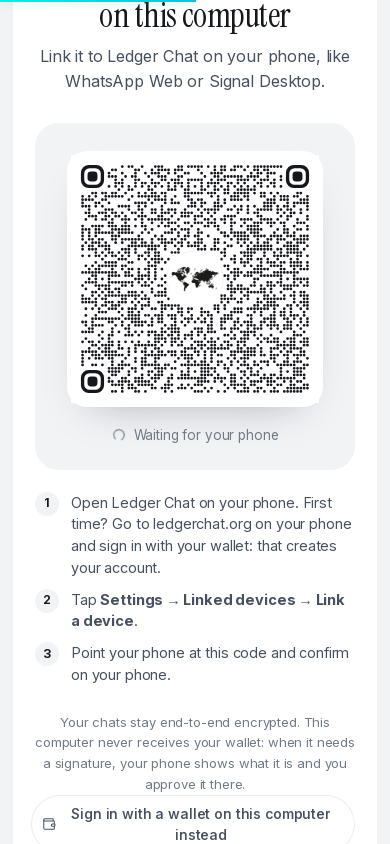 on this computer
Link it to Ledger Chat on your phone, like
WhatsApp Web or Signal Desktop.
Waiting for your phone
1 Open Ledger Chat on your phone. First
time? Go to ledgerchat.org on your phone
and sign in with your wallet: that creates
your account.
2 Tap Settings → Linked devices → Link
a device.
3 Point your phone at this code and confirm
on your phone.
Your chats stay end-to-end encrypted. This
computer never receives your wallet: when it needs
a signature, your phone shows what it is and you
approve it there.
Sign in with a wallet on this computer
instead